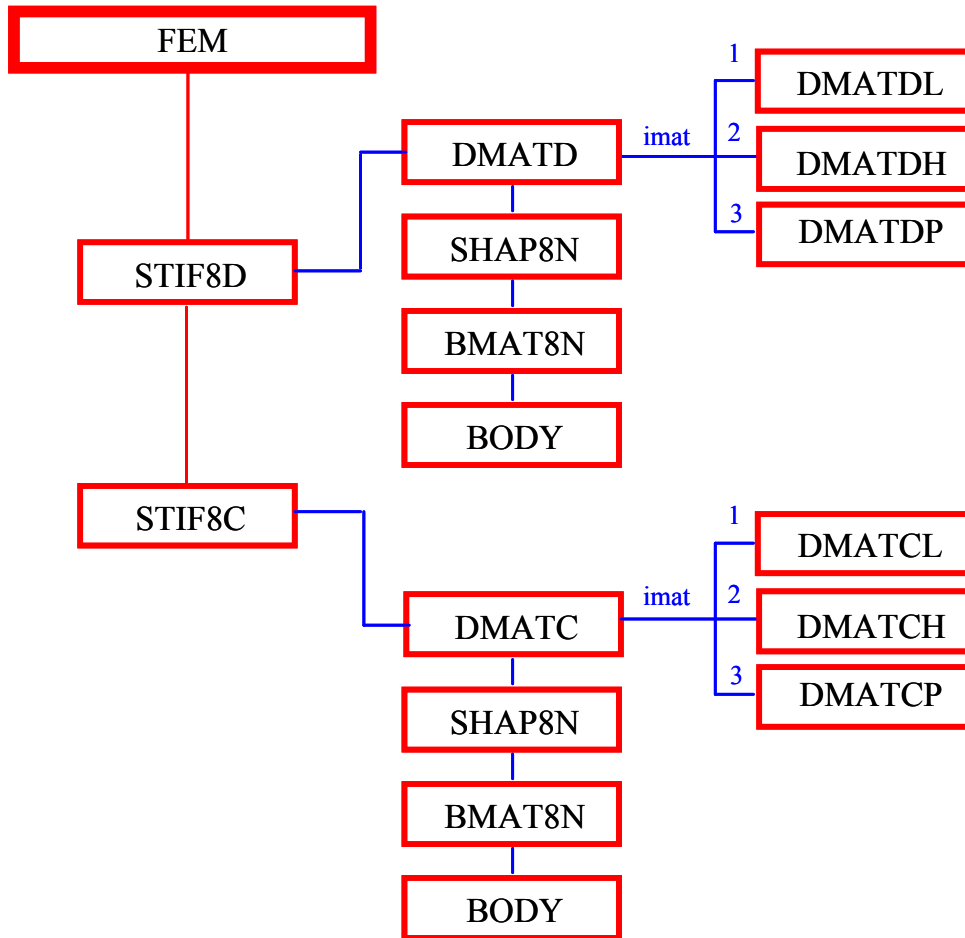 FEM
1
DMATDL
DMATD
imat
2
DMATDH
3
DMATDP
SHAP8N
STIF8D
BMAT8N
BODY
STIF8C
1
DMATCL
DMATC
imat
2
DMATCH
3
DMATCP
SHAP8N
BMAT8N
BODY